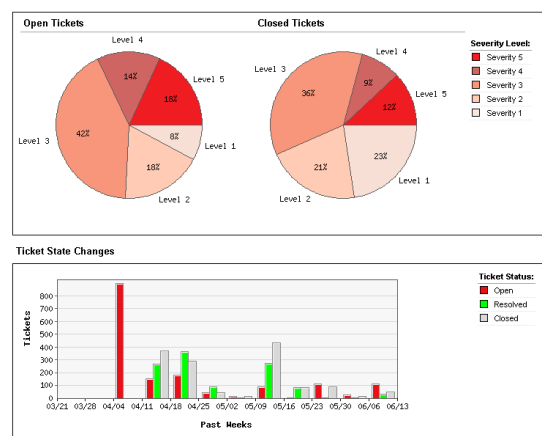 Open Tickets
Closed Tickets
Level 4
14%
Level 5
18%
Level 3
42%
8%
Level 1
18%
Level 2
Level 4
Level 3
9%
36%
Level 5
12%
21%
23%
Level 1
Level 2
Severity Level:
Severity 5
Severity 4
Severity 3
Severity 2
Severity 1
Ticket State Changes
Tickets
800
700
600
500
400
300
200
100
0
03/21 03/28 04/04 04/11 04/18 04/25 05/02 05/09 05/16 05/23 05/30 06/06 06/13
Past Weeks
Ticket Status:
Open
Resolved
Closed